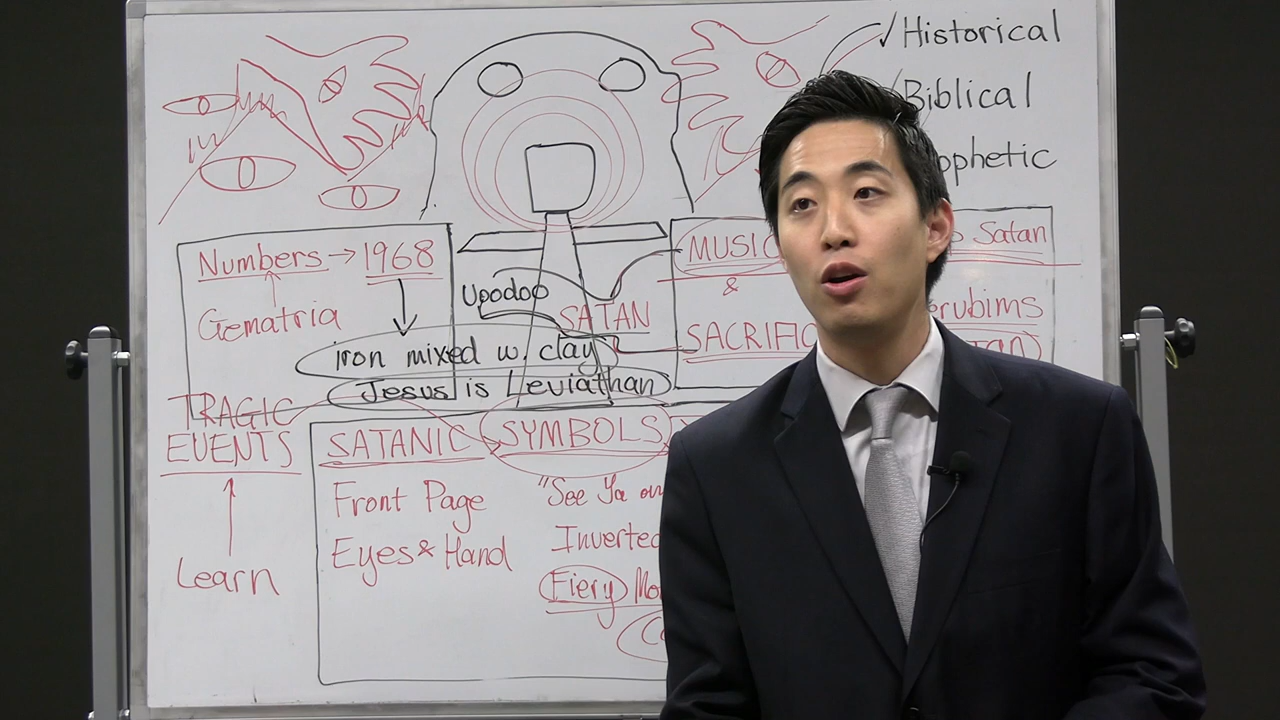 ✓ Historical
Biblical
ophetic
Numbers → 1968
Gematria
Voodoo
SATAN
iron mixed w. clay
Jesus is Leviathan
MUSIC
&
SACRIFIC
Satan
rubims
TRAGIC
EVENTS
Learn
SATANIC SYMBOLS
Front Page
Eyes & Hand
"See Ya
Inverted
Fiery